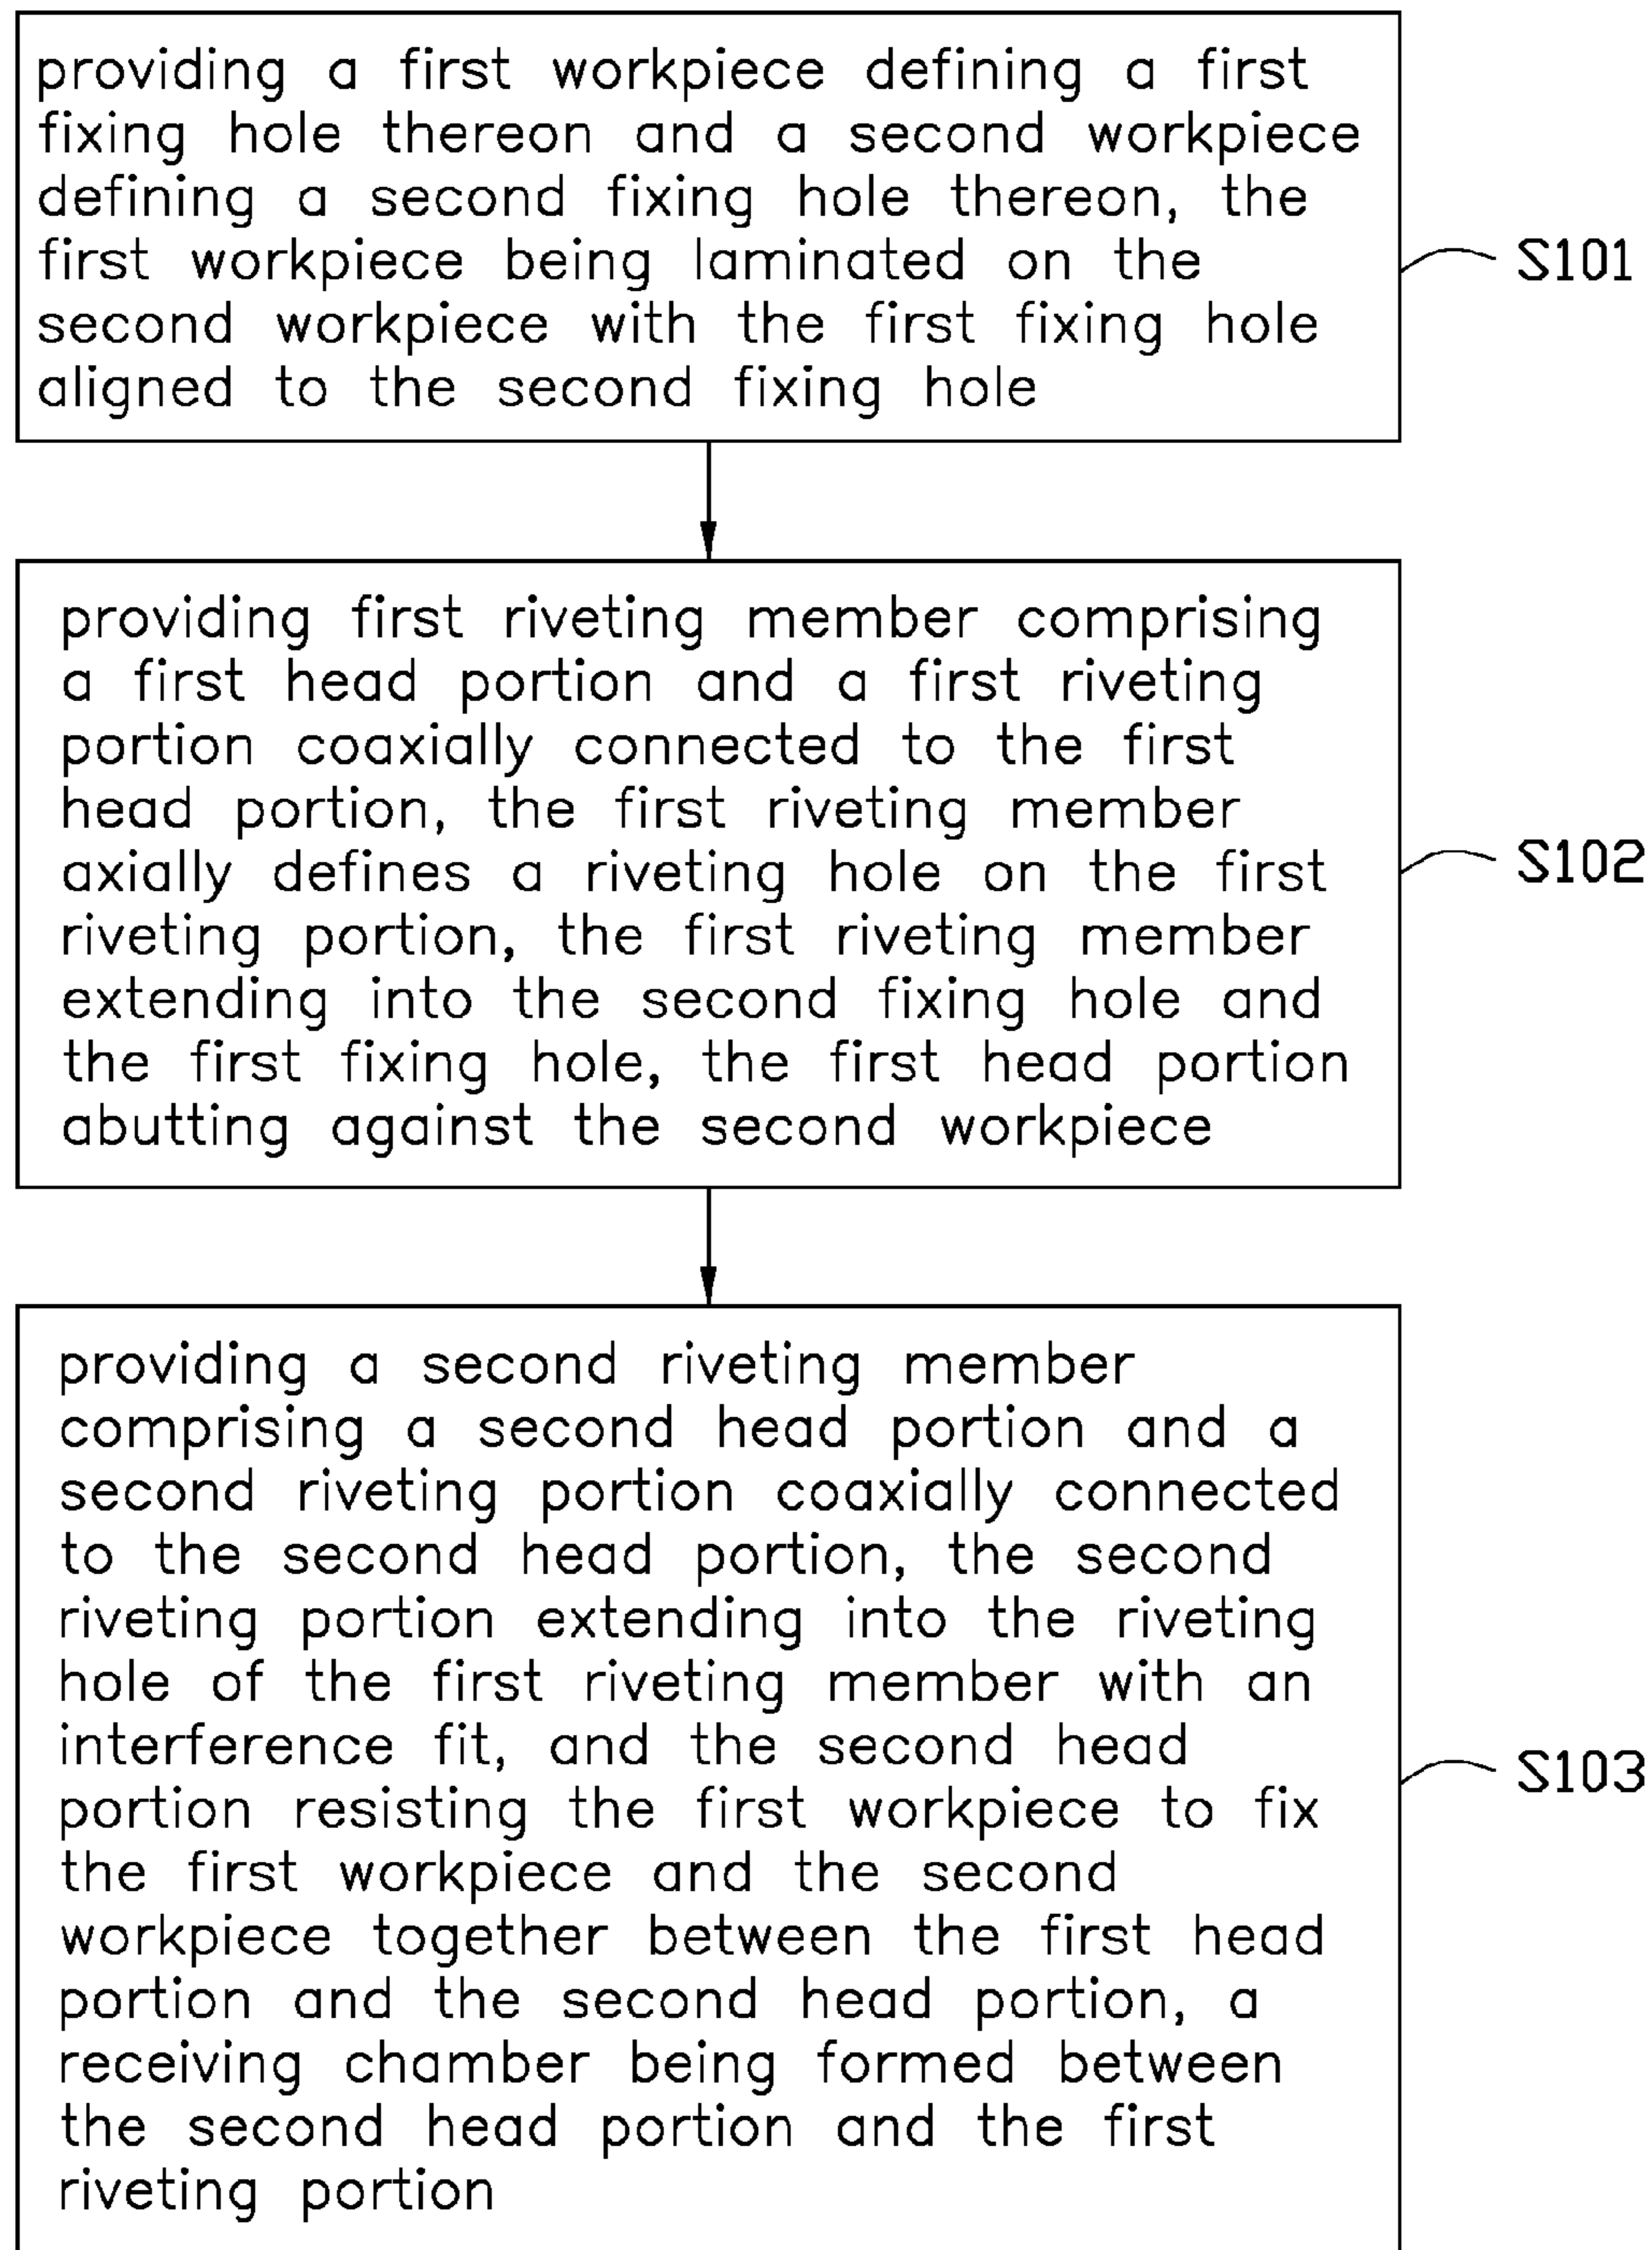 providing a first workpiece defining a first
fixing hole thereon and a second workpiece
defining a second fixing hole thereon, the
first workpiece being laminated on the
second workpiece with the first fixing hole
aligned to the second fixing hole
S101
providing first riveting member comprising
a first head portion and a first riveting
portion coaxially connected to the first
head portion, the first riveting member
axially defines a riveting hole on the first
riveting portion, the first riveting member
extending into the second fixing hole and
the first fixing hole, the first head portion
abutting against the second workpiece
S102
providing a second riveting member
comprising a second head portion and a
second riveting portion coaxially connected
to the second head portion, the second
riveting portion extending into the riveting
hole of the first riveting member with an
interference fit, and the second head
portion resisting the first workpiece to fix
the first workpiece and the second
workpiece together between the first head
portion and the second head portion, a
receiving chamber being formed between
the second head portion and the first
riveting portion
S103